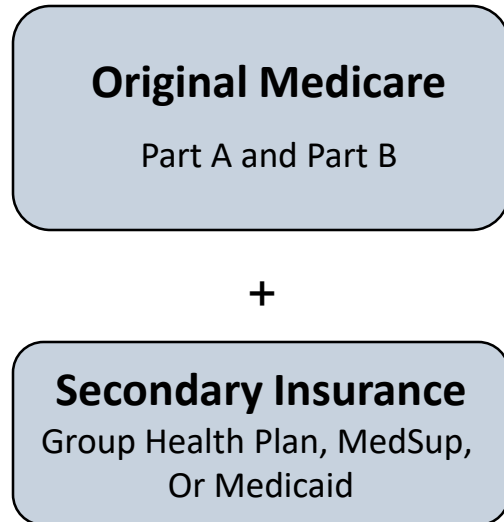 Original Medicare
Part A and Part B
+
Secondary Insurance
Group Health Plan, MedSup,
Or Medicaid